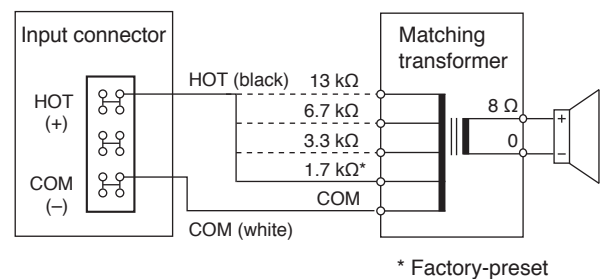 Input connector
HOT
(+)
COM
(–)
HOT (black)
COM (white)
13 kΩ
6.7 kΩ
3.3 kΩ
1.7 kΩ*
COM
Matching
transformer
8 Ω
0
+
–
* Factory-preset